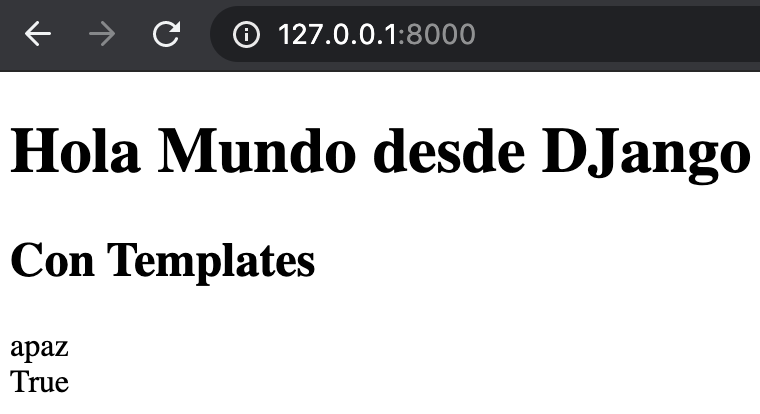 127.0.0.1:8000
Hola Mundo desde DJango
Con Templates
apaz
True